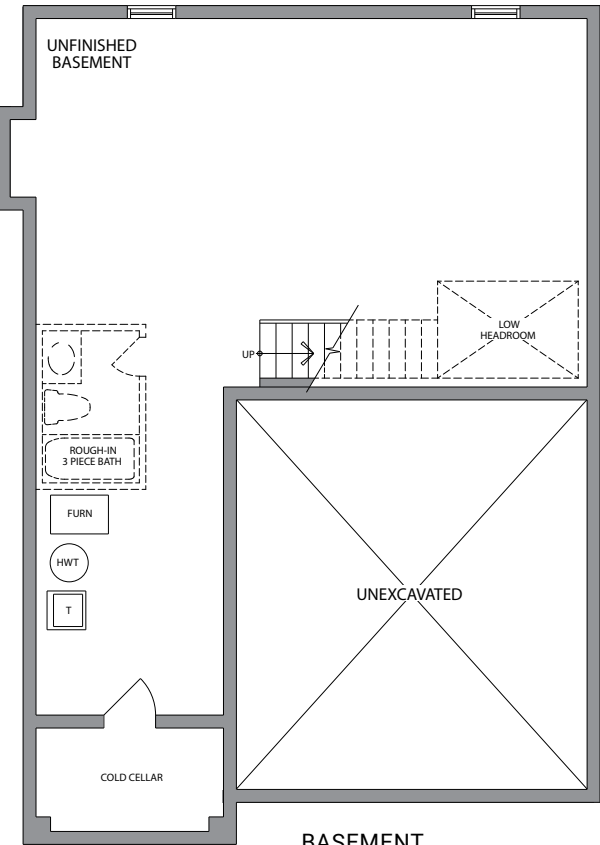 UNFINISHED
BASEMENT
LOW
HEADROOM
UP
ROUGH-IN
3 PIECE BATH
FURN
HWT
UNEXCAVATED
T
COLD CELLAR
BASEMENT